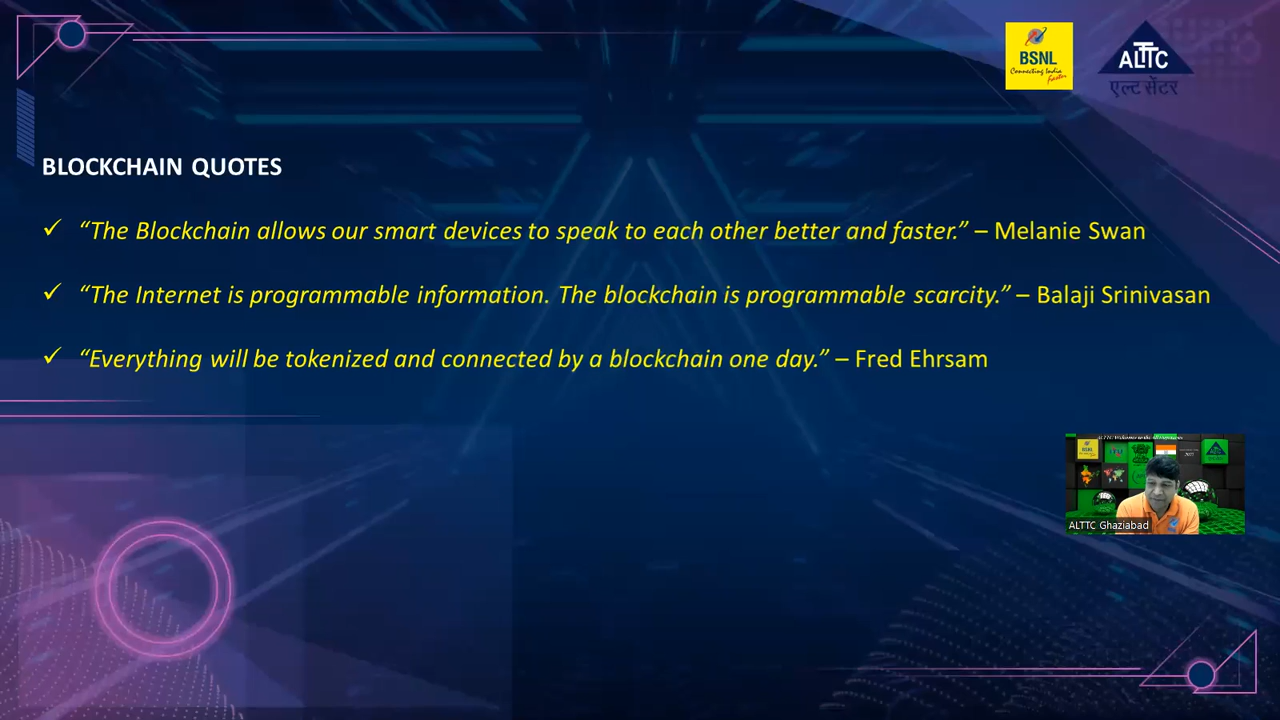 BSNL
Connecting India
faster
ALTTC
एल्ट सेंटर
BLOCKCHAIN QUOTES
✓ “The Blockchain allows our smart devices to speak to each other better and faster.” – Melanie Swan
✓ “The Internet is programmable information. The blockchain is programmable scarcity.” – Balaji Srinivasan
✓ “Everything will be tokenized and connected by a blockchain one day.” – Fred Ehrsam
ALTTC Ghaziabad